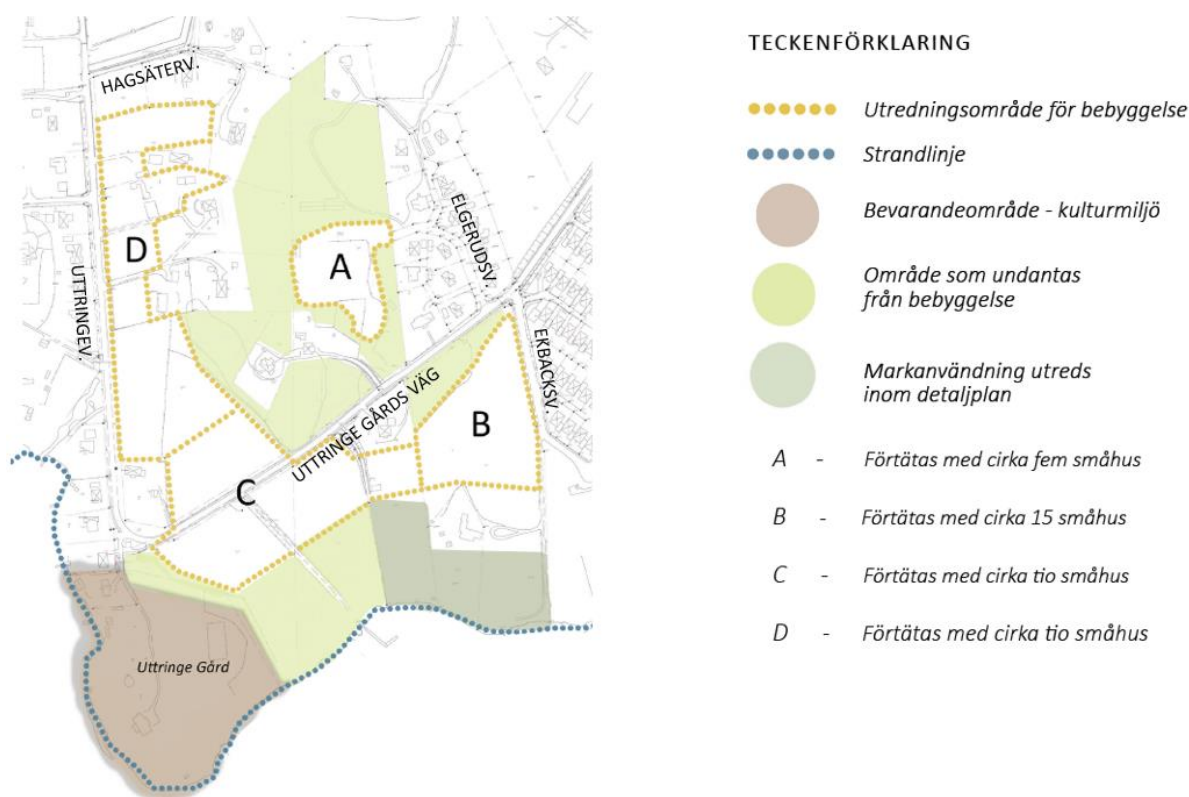 HAGSÄTERV.
ELGERUDSV.
A
D
UTTRINGEV.
EKBACKSV.
UTTRINGE GÅRDS VÄG
B
C
Uttringe Gård
TECKENFÖRKLARING
Utredningsområde för bebyggelse
Strandlinje
Bevarandeområde - kulturmiljö
Område som undantas
från bebyggelse
Markanvändning utreds
inom detaljplan
A - Förtätas med cirka fem småhus
B - Förtätas med cirka 15 småhus
C - Förtätas med cirka tio småhus
D - Förtätas med cirka tio småhus